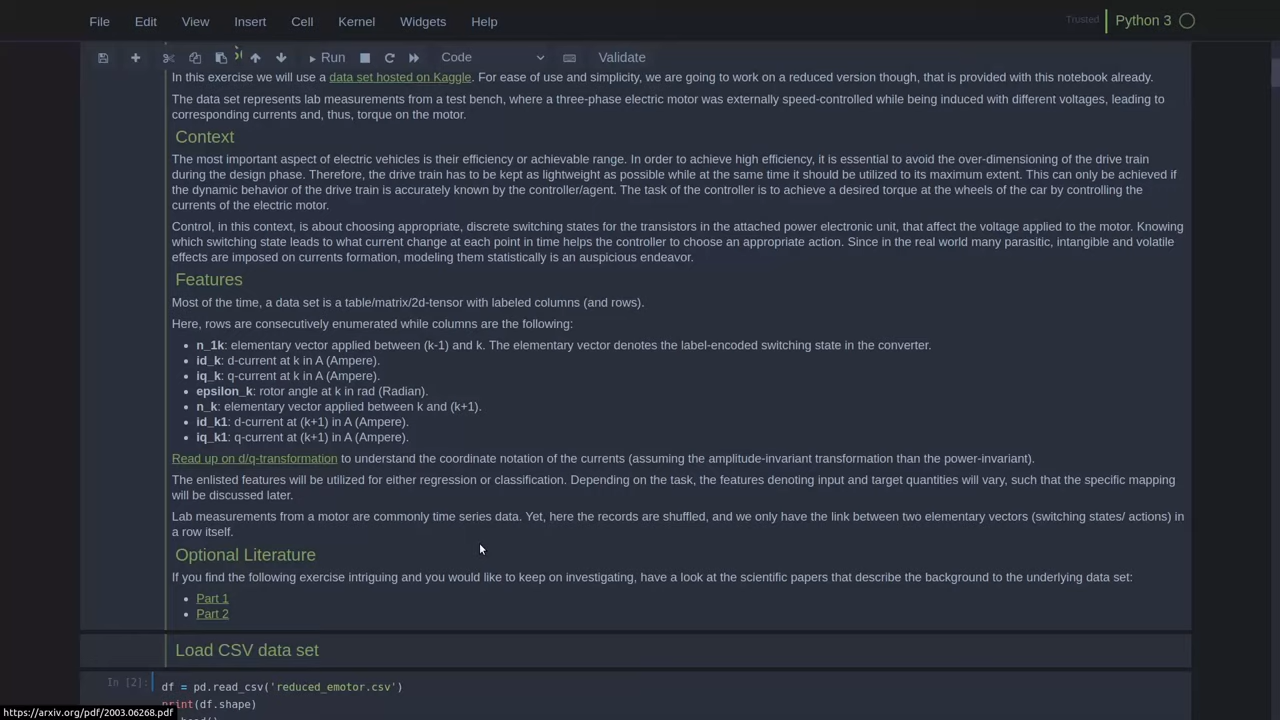 File Edit View Insert Cell Kernel Widgets Help Trusted Python 3
Run Code Validate
In this exercise we will use a data set hosted on Kaggle. For ease of use and simplicity, we are going to work on a reduced version though, that is provided with this notebook already.
The data set represents lab measurements from a test bench, where a three-phase electric motor was externally speed-controlled while being induced with different voltages, leading to
corresponding currents and, thus, torque on the motor.
Context
The most important aspect of electric vehicles is their efficiency or achievable range. In order to achieve high efficiency, it is essential to avoid the over-dimensioning of the drive train
during the design phase. Therefore, the drive train has to be kept as lightweight as possible while at the same time it should be utilized to its maximum extent. This can only be achieved if
the dynamic behavior of the drive train is accurately known by the controller/agent. The task of the controller is to achieve a desired torque at the wheels of the car by controlling the
currents of the electric motor.
Control, in this context, is about choosing appropriate, discrete switching states for the transistors in the attached power electronic unit, that affect the voltage applied to the motor. Knowing
which switching state leads to what current change at each point in time helps the controller to choose an appropriate action. Since in the real world many parasitic, intangible and volatile
effects are imposed on currents formation, modeling them statistically is an auspicious endeavor.
Features
Most of the time, a data set is a table/matrix/2d-tensor with labeled columns (and rows).
Here, rows are consecutively enumerated while columns are the following:
• n_1k: elementary vector applied between (k-1) and k. The elementary vector denotes the label-encoded switching state in the converter.
• id_k: d-current at k in A (Ampere).
• iq_k: q-current at k in A (Ampere).
• epsilon_k: rotor angle at k in rad (Radian).
• n_k: elementary vector applied between k and (k+1).
• id_k1: d-current at (k+1) in A (Ampere).
• iq_k1: q-current at (k+1) in A (Ampere).
Read up on d/q-transformation to understand the coordinate notation of the currents (assuming the amplitude-invariant transformation than the power-invariant).
The enlisted features will be utilized for either regression or classification. Depending on the task, the features denoting input and target quantities will vary, such that the specific mapping
will be discussed later.
Lab measurements from a motor are commonly time series data. Yet, here the records are shuffled, and we only have the link between two elementary vectors (switching states/ actions) in
a row itself.
Optional Literature
If you find the following exercise intriguing and you would like to keep on investigating, have a look at the scientific papers that describe the background to the underlying data set:
• Part 1
• Part 2
Load CSV data set
In [2]: df = pd.read_csv('reduced_emotor.csv')
print(df.shape)
https://arxiv.org/pdf/2003.06268.pdf